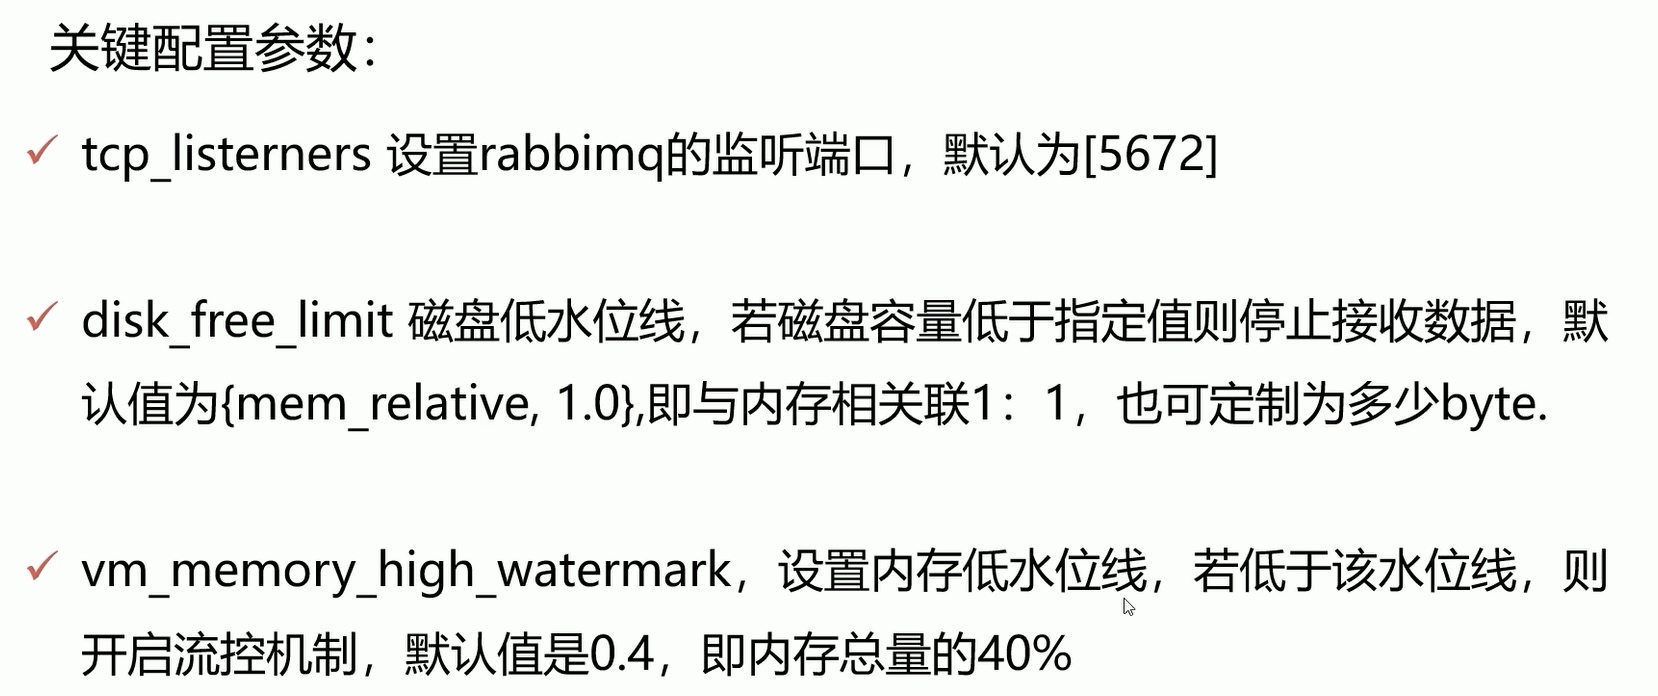 关键配置参数：
✓ tcp_listerners 设置rabbimq的监听端口，默认为[5672]
✓ disk_free_limit 磁盘低水位线，若磁盘容量低于指定值则停止接收数据，默
认值为{mem_relative, 1.0},即与内存相关联1：1，也可定制为多少byte.
✓ vm_memory_high_watermark，设置内存低水位线，若低于该水位线，则
开启流控机制，默认值是0.4，即内存总量的40%